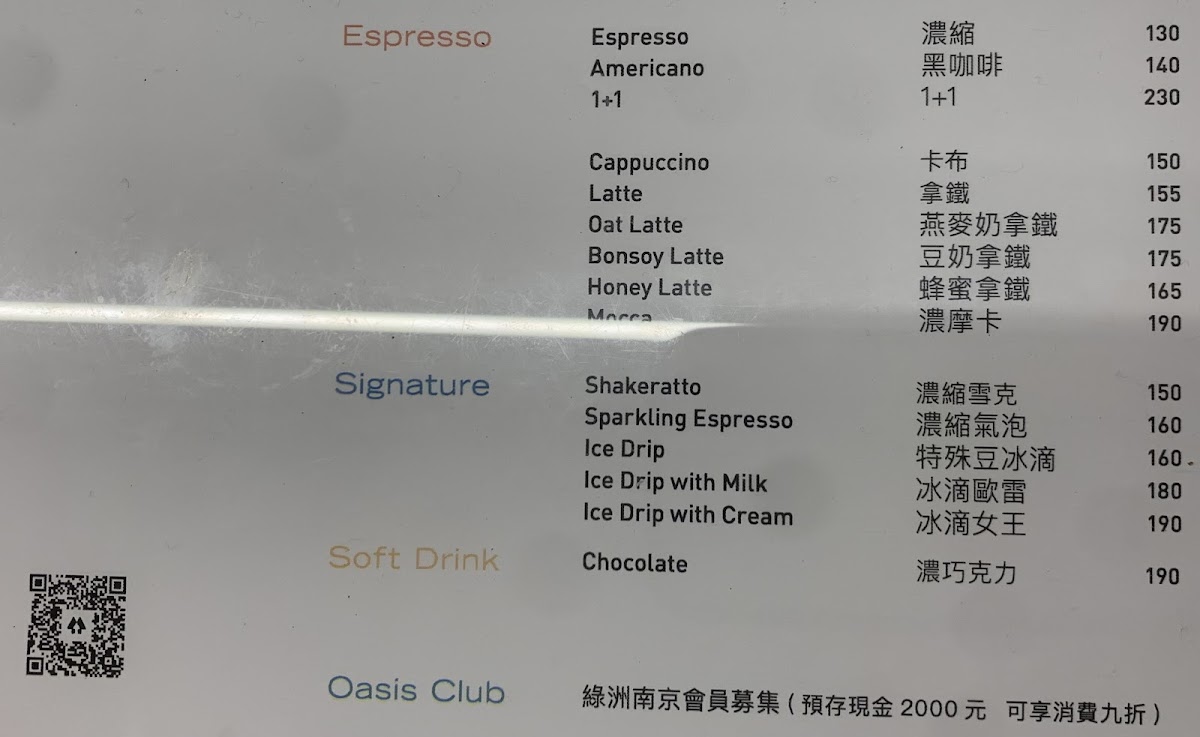 Espresso
Espresso 濃縮 130
Americano 黑咖啡 140
1+1 1+1 230
Cappuccino 卡布 150
Latte 拿鐵 155
Oat Latte 燕麥奶拿鐵 175
Bonsoy Latte 豆奶拿鐵 175
Honey Latte 蜂蜜拿鐵 165
Mocca 濃摩卡 190
Signature
Shakeratto 濃縮雪克 150
Sparkling Espresso 濃縮氣泡 160
Ice Drip 特殊豆冰滴 160
Ice Drip with Milk 冰滴歐雷 180
Ice Drip with Cream 冰滴女王 190
Soft Drink
Chocolate 濃巧克力 190
Oasis Club 綠洲南京會員募集 ( 預存現金 2000 元 可享消費九折 )